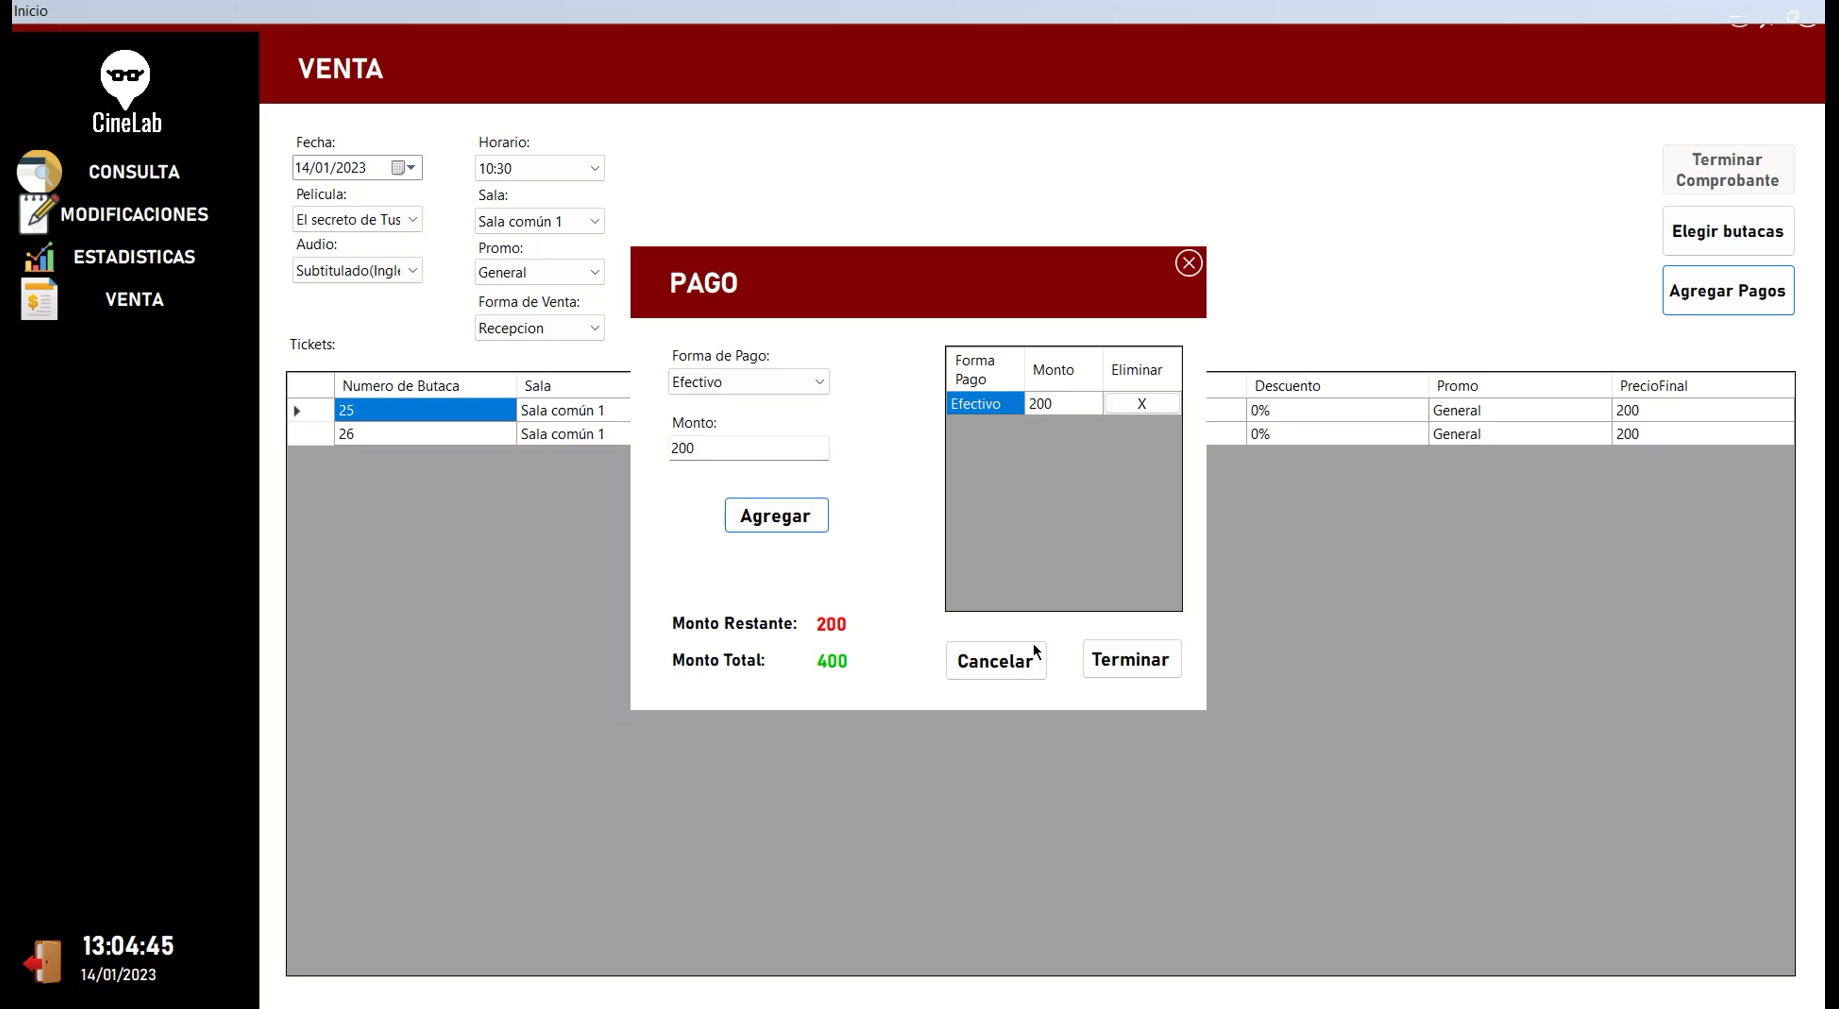 Inicio
CineLab
CONSULTA
MODIFICACIONES
ESTADISTICAS
VENTA
13:04:45
14/01/2023
VENTA
Fecha:
14/01/2023
Pelicula:
El secreto de Tus
Audio:
Subtitulado(Ingle
Horario:
10:30
Sala:
Sala común 1
Promo:
General
Forma de Venta:
Recepcion
Terminar
Comprobante
Elegir butacas
Agregar Pagos
Tickets:
Numero de Butaca Sala Descuento Promo PrecioFinal
25 Sala común 1 0% General 200
26 Sala común 1 0% General 200
PAGO
Forma de Pago:
Efectivo
Monto:
200
Agregar
Monto Restante: 200
Monto Total: 400
Forma
Pago Monto Eliminar
Efectivo 200 X
Cancelar Terminar